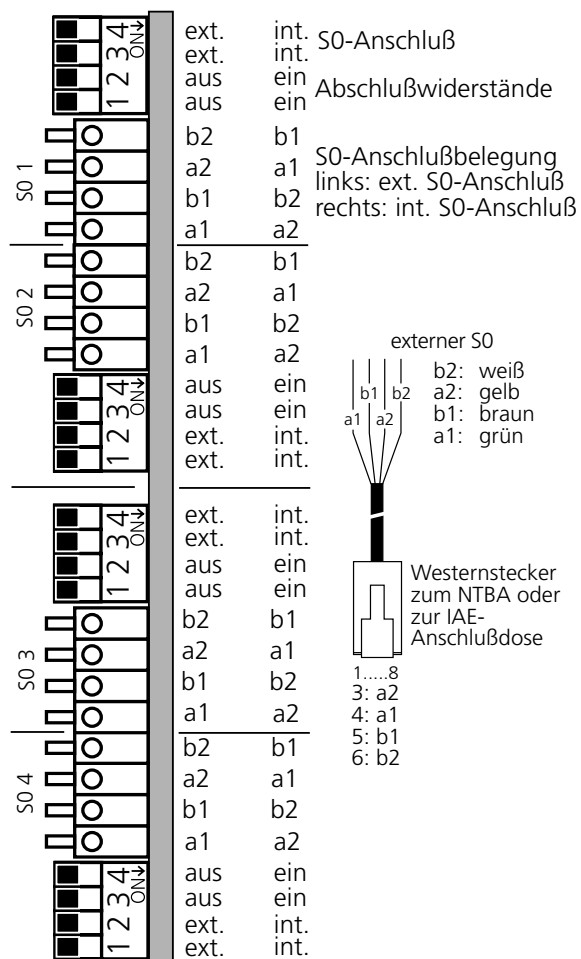 4 ON ext. int. S0-Anschluß
3 ext. int.
2 aus ein Abschlußwiderstände
1 aus ein
S0 1
b2 b1
a2 a1 S0-Anschlußbelegung
links: ext. S0-Anschluß
b1 b2 rechts: int. S0-Anschluß
a1 a2
S0 2
b2 b1
a2 a1
b1 b2
a1 a2
4 ON aus ein
3 aus ein
2 ext. int.
1 ext. int.
externer S0
b2: weiß
a2: gelb
b1: braun
a1: grün
b1 b2
a1 a2
4 ON ext. int.
3 ext. int.
2 aus ein
1 aus ein
Westernstecker
zum NTBA oder
zur IAE-
Anschlußdose
1.....8
3: a2
4: a1
5: b1
6: b2
S0 3
b2 b1
a2 a1
b1 b2
a1 a2
S0 4
b2 b1
a2 a1
b1 b2
a1 a2
4 ON aus ein
3 aus ein
2 ext. int.
1 ext. int.